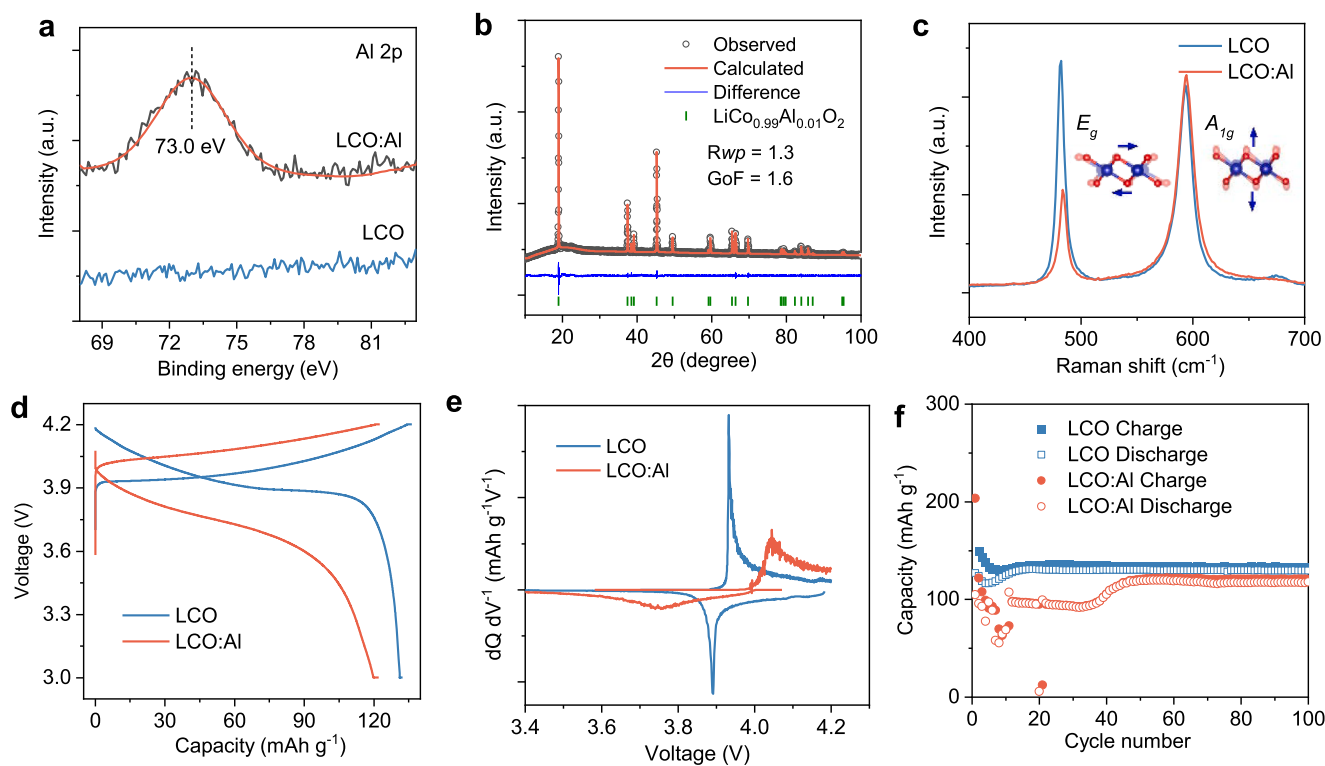 a
Al 2p
73.0 eV
LCO:Al
LCO
Intensity (a.u.)
69 72 75 78 81
Binding energy (eV)
b
Observed
Calculated
Difference
LiCo0.99Al0.01O2
Rwp = 1.3
GoF = 1.6
Intensity (a.u.)
20 40 60 80 100
2θ (degree)
c
LCO
LCO:Al
Eg
A1g
Intensity (a.u.)
400 500 600 700
Raman shift (cm-1)
d
4.2
3.9
3.6
3.3
3.0
Voltage (V)
LCO
LCO:Al
0 30 60 90 120
Capacity (mAh g-1)
e
LCO
LCO:Al
dQ dV-1 (mAh g-1V-1)
3.4 3.6 3.8 4.0 4.2
Voltage (V)
f
300
200
100
0
Capacity (mAh g-1)
LCO Charge
LCO Discharge
LCO:Al Charge
LCO:Al Discharge
0 20 40 60 80 100
Cycle number